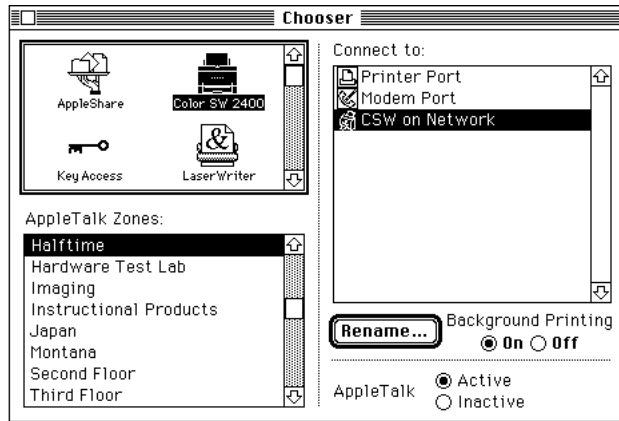 Chooser
AppleShare
Color SW 2400
Key Access
LaserWriter
AppleTalk Zones:
Halftime
Hardware Test Lab
Imaging
Instructional Products
Japan
Montana
Second Floor
Third Floor
Connect to:
Printer Port
Modem Port
CSW on Network
Rename...
Background Printing
On Off
AppleTalk
Active
Inactive